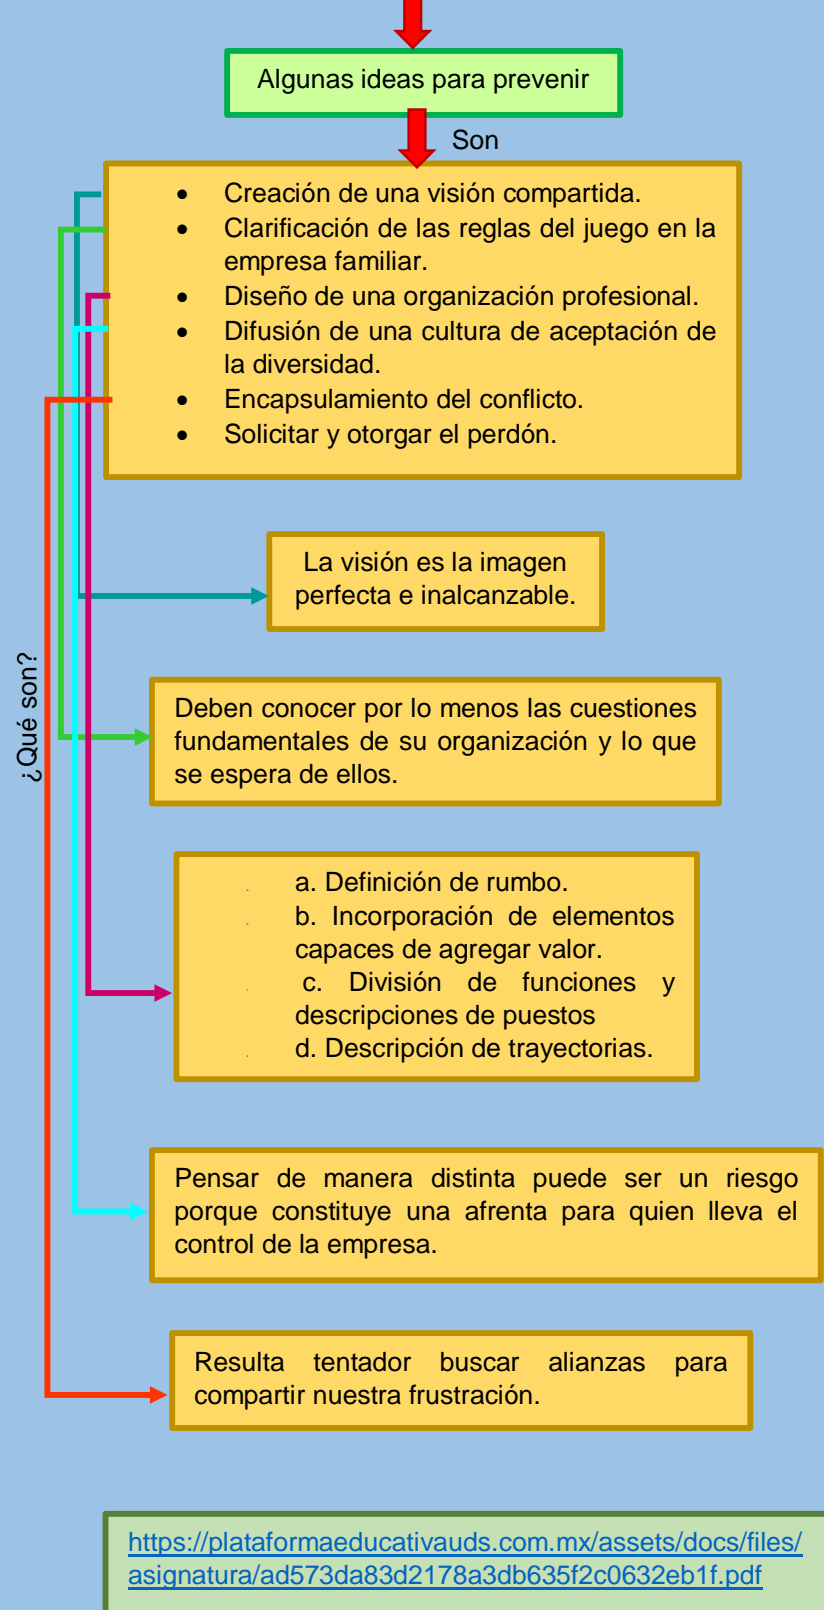 Algunas ideas para prevenir
Son
• Creación de una visión compartida.
• Clarificación de las reglas del juego en la
empresa familiar.
• Diseño de una organización profesional.
• Difusión de una cultura de aceptación de
la diversidad.
• Encapsulamiento del conflicto.
• Solicitar y otorgar el perdón.
La visión es la imagen
perfecta e inalcanzable.
¿Qué son?
Deben conocer por lo menos las cuestiones
fundamentales de su organización y lo que
se espera de ellos.
a. Definición de rumbo.
b. Incorporación de elementos
capaces de agregar valor.
c. División de funciones y
descripciones de puestos
d. Descripción de trayectorias.
Pensar de manera distinta puede ser un riesgo
porque constituye una afrenta para quien lleva el
control de la empresa.
Resulta tentador buscar alianzas para
compartir nuestra frustración.
https://plataformaeducativauds.com.mx/assets/docs/files/
asignatura/ad573da83d2178a3db635f2c0632eb1f.pdf